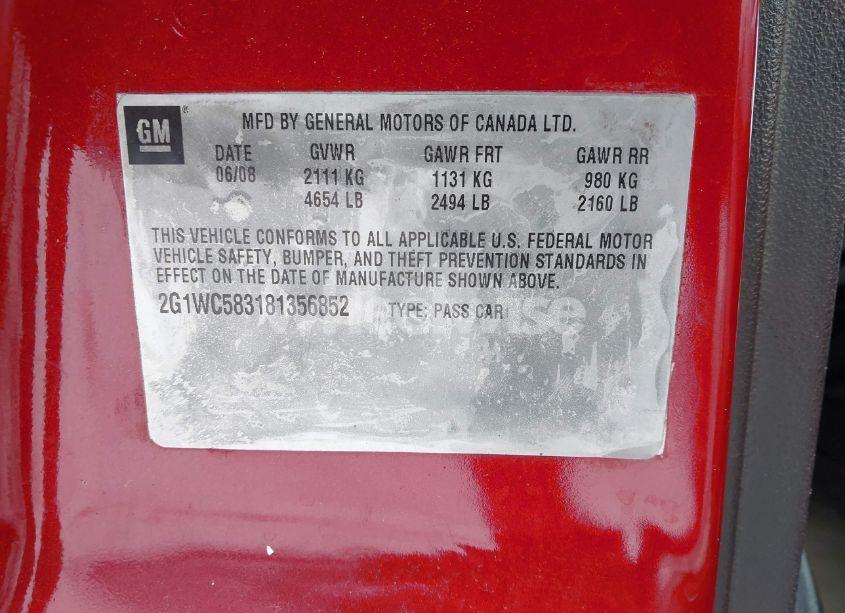 GM ®
MFD BY GENERAL MOTORS OF CANADA LTD.
DATE GVWR GAWR FRT GAWR RR
06/08 2111 KG 1131 KG 980 KG
4654 LB 2494 LB 2160 LB
THIS VEHICLE CONFORMS TO ALL APPLICABLE U.S. FEDERAL MOTOR
VEHICLE SAFETY, BUMPER, AND THEFT PREVENTION STANDARDS IN
EFFECT ON THE DATE OF MANUFACTURE SHOWN ABOVE.
2G1WC583181356852 TYPE: PASS CAR